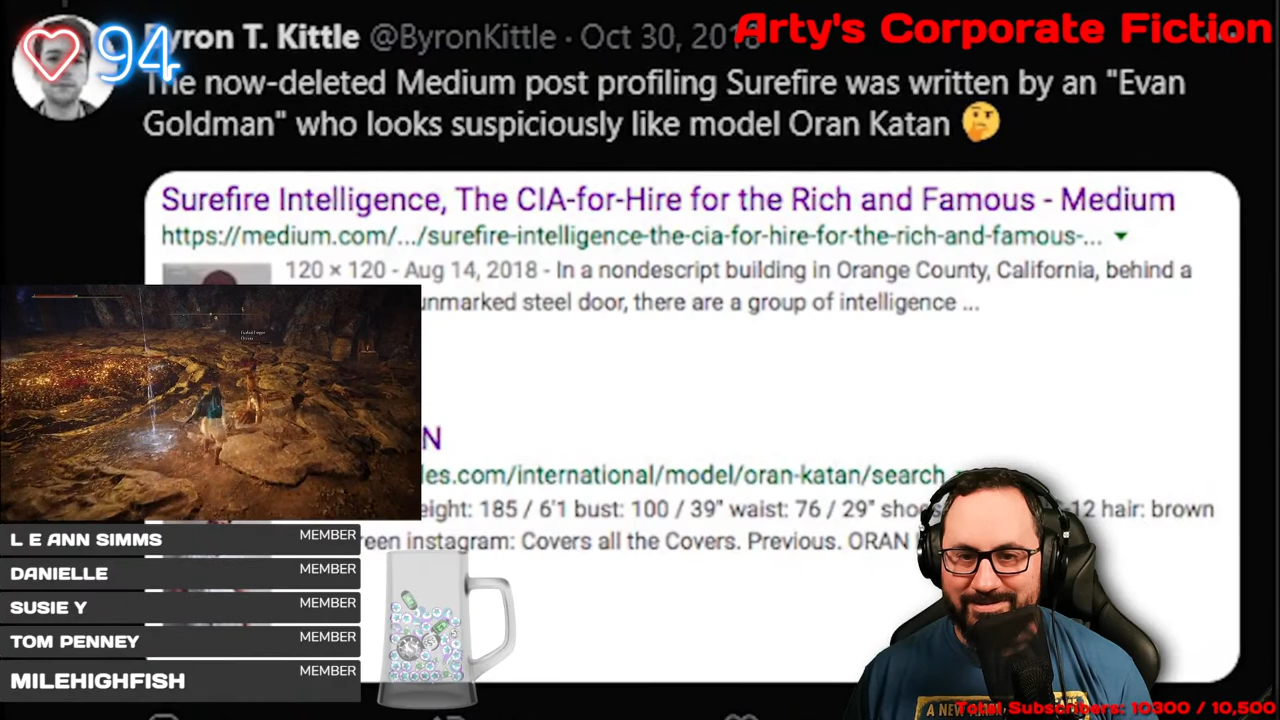 94
Byron T. Kittle @ByronKittle · Oct 30, 2018
Arty's Corporate Fiction
The now-deleted Medium post profiling Surefire was written by an "Evan
Goldman" who looks suspiciously like model Oran Katan 🤔
Surefire Intelligence, The CIA-for-Hire for the Rich and Famous - Medium
https://medium.com/.../surefire-intelligence-the-cia-for-hire-for-the-rich-and-famous-...
120 × 120 - Aug 14, 2018 - In a nondescript building in Orange County, California, behind a
unmarked steel door, there are a group of intelligence ...
N
les.com/international/model/oran-katan/search
eight: 185 / 6'1 bust: 100 / 39" waist: 76 / 29" shoes 12 hair: brown
een instagram: Covers all the Covers. Previous. ORAN
L E ANN SIMMS MEMBER
DANIELLE MEMBER
SUSIE Y MEMBER
TOM PENNEY MEMBER
MILEHIGHFISH MEMBER
A NEW
Total Subscribers: 10300 / 10,500